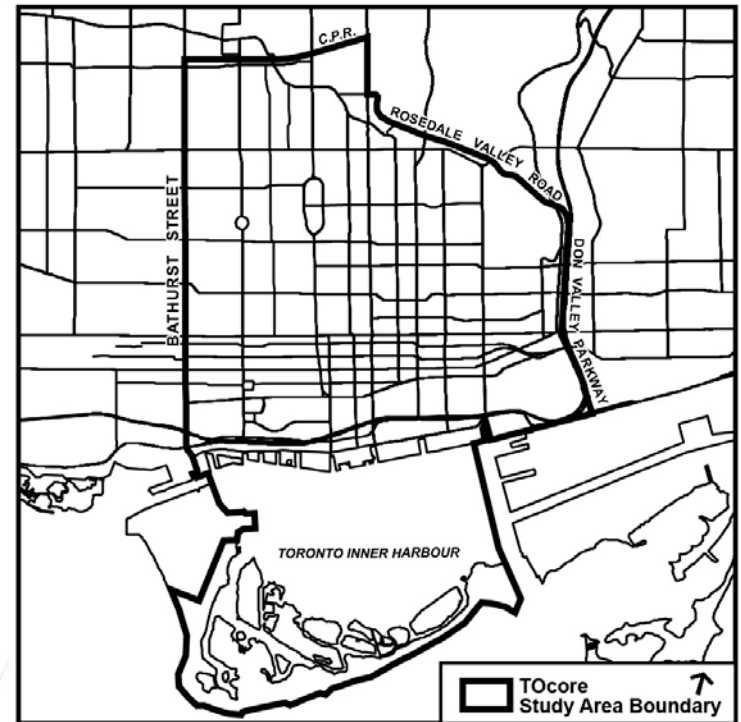 C.P.R.
ROSEDALE VALLEY ROAD
BATHURST STREET
DON VALLEY PARKWAY
TORONTO INNER HARBOUR
TOcore
Study Area Boundary